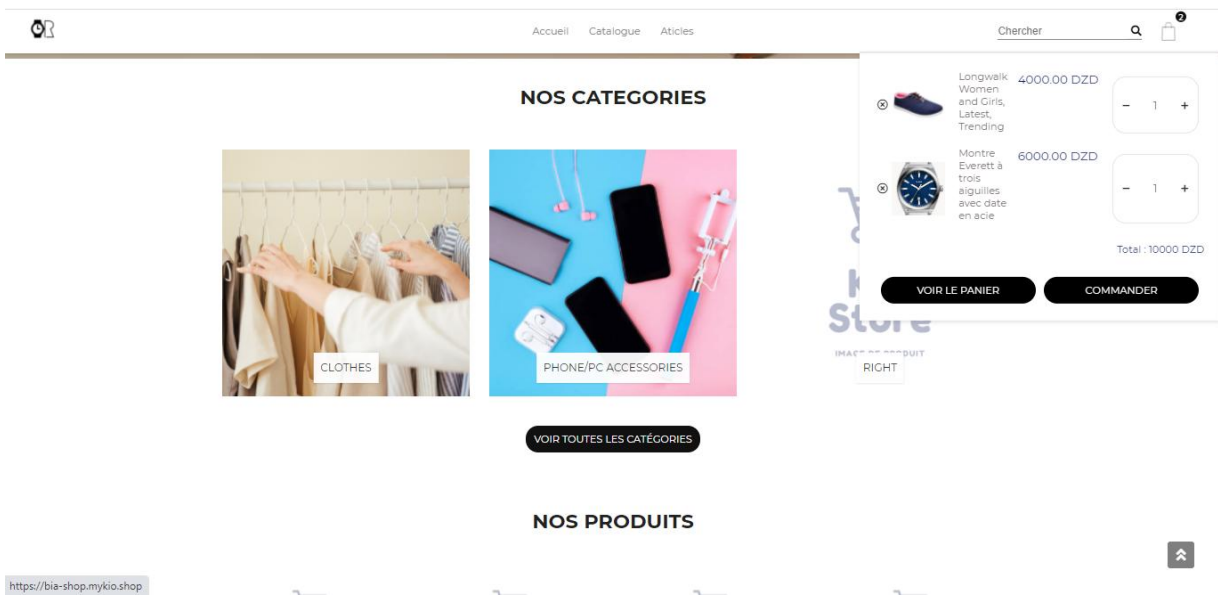 R
Accueil Catalogue Aticles
Chercher
2
NOS CATEGORIES
Longwalk
Women
and Girls,
Latest,
Trending
4000.00 DZD
- 1 +
Montre
Everett à
trois
aiguilles
avec date
en acie
6000.00 DZD
- 1 +
Total : 10000 DZD
VOIR LE PANIER COMMANDER
Store
CLOTHES
PHONE/PC ACCESSORIES
RIGHT
VOIR TOUTES LES CATÉGORIES
NOS PRODUITS
https://bia-shop.mykio.shop